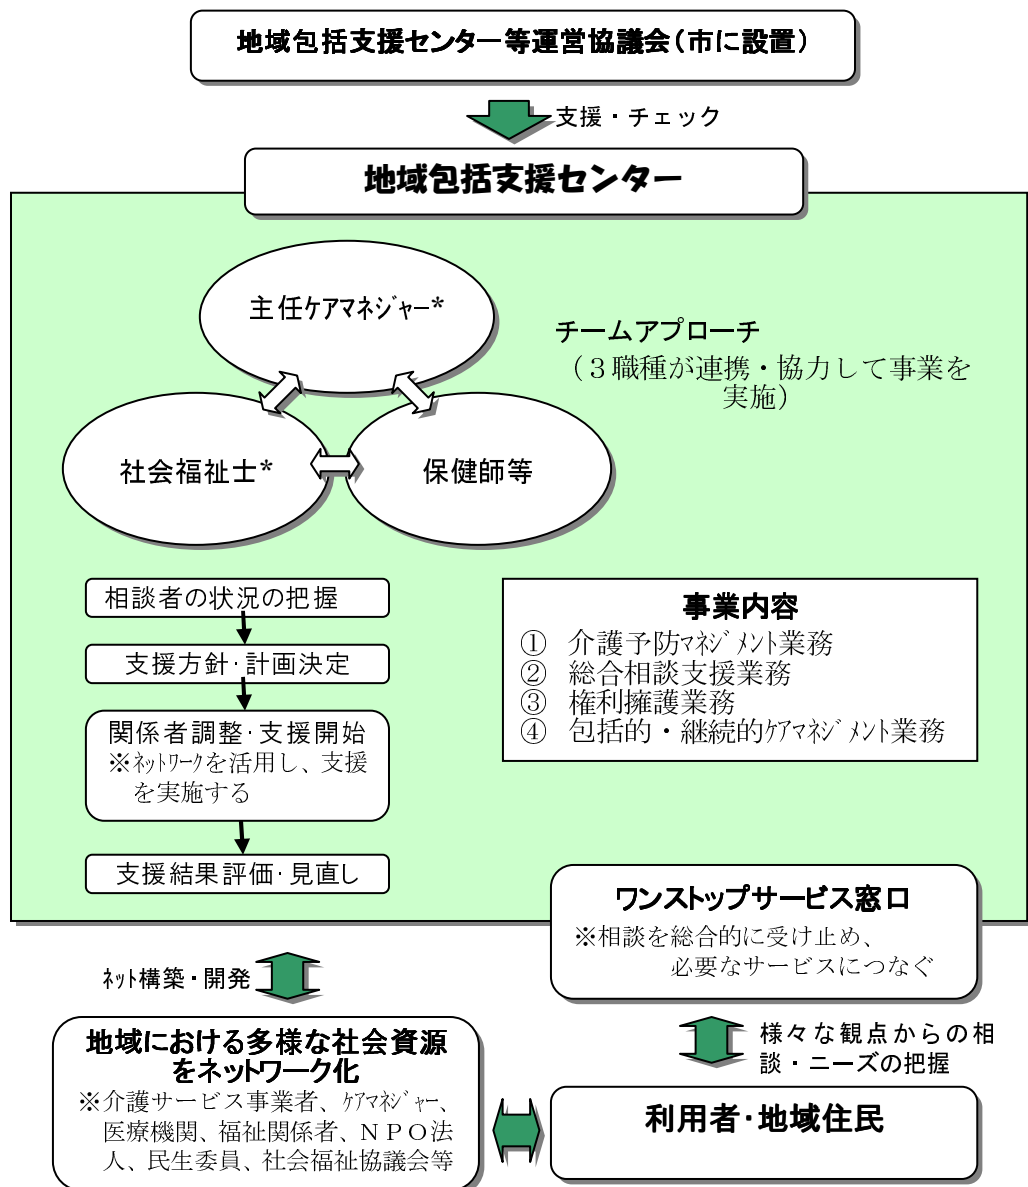 地域包括支援センター等運営協議会（市に設置）
支援・チェック
地域包括支援センター
主任ｹｱﾏﾈｼﾞｬｰ*
チームアプローチ
（３職種が連携・協力して事業を
実施）
社会福祉士*
保健師等
相談者の状況の把握
支援方針・計画決定
関係者調整・支援開始
※ﾈｯﾄﾜｰｸを活用し、支援
を実施する
支援結果評価・見直し
事業内容
① 介護予防ﾏﾈｼﾞﾒﾝﾄ業務
② 総合相談支援業務
③ 権利擁護業務
④ 包括的・継続的ｹｱﾏﾈｼﾞﾒﾝﾄ業務
ワンストップサービス窓口
※相談を総合的に受け止め、
必要なサービスにつなぐ
ﾈｯﾄ構築・開発
地域における多様な社会資源
をネットワーク化
※介護サービス事業者、ｹｱﾏﾈｼﾞｬｰ、
医療機関、福祉関係者、ＮＰＯ法
人、民生委員、社会福祉協議会等
様々な観点からの相
談・ニーズの把握
利用者・地域住民